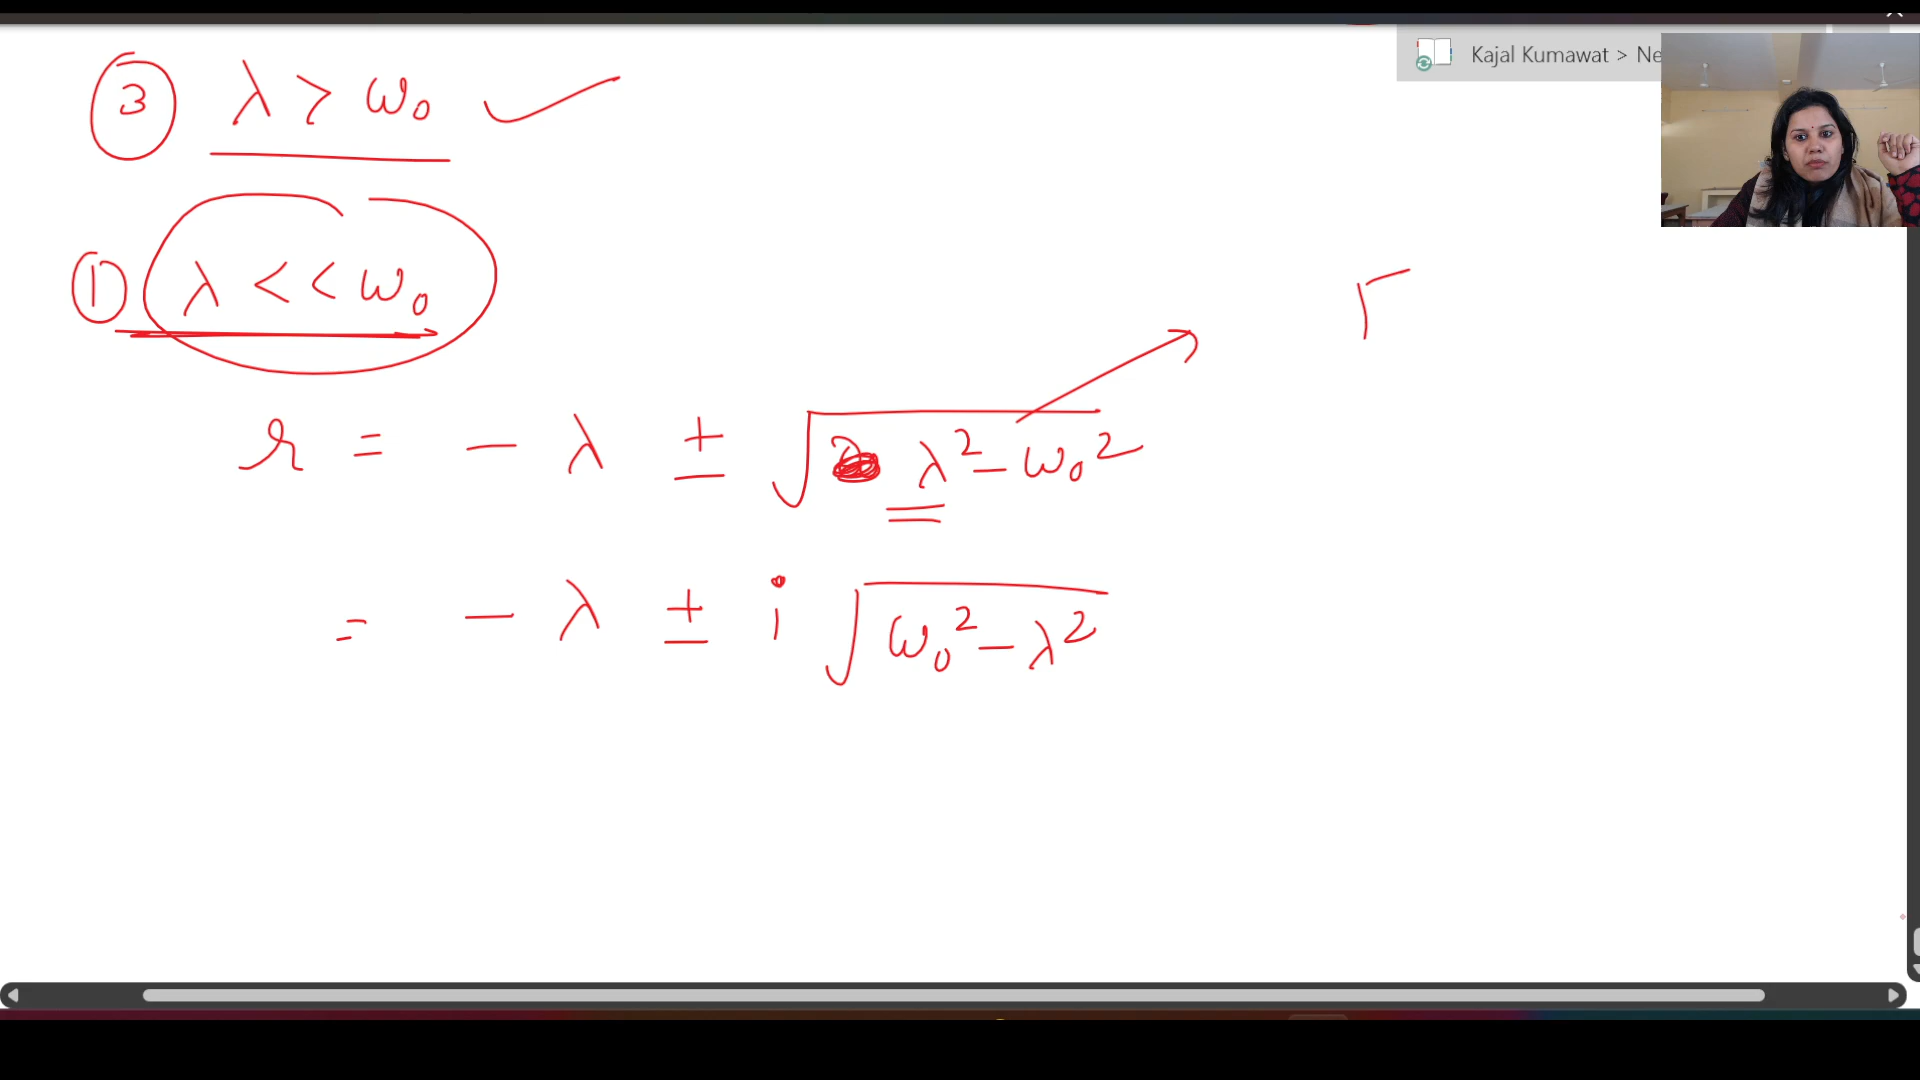 Kajal Kumawat > Ne
③ λ > ω₀ ✓
① λ << ω₀
r = - λ ± √(λ² - ω₀²)
= - λ ± i √(ω₀² - λ²)